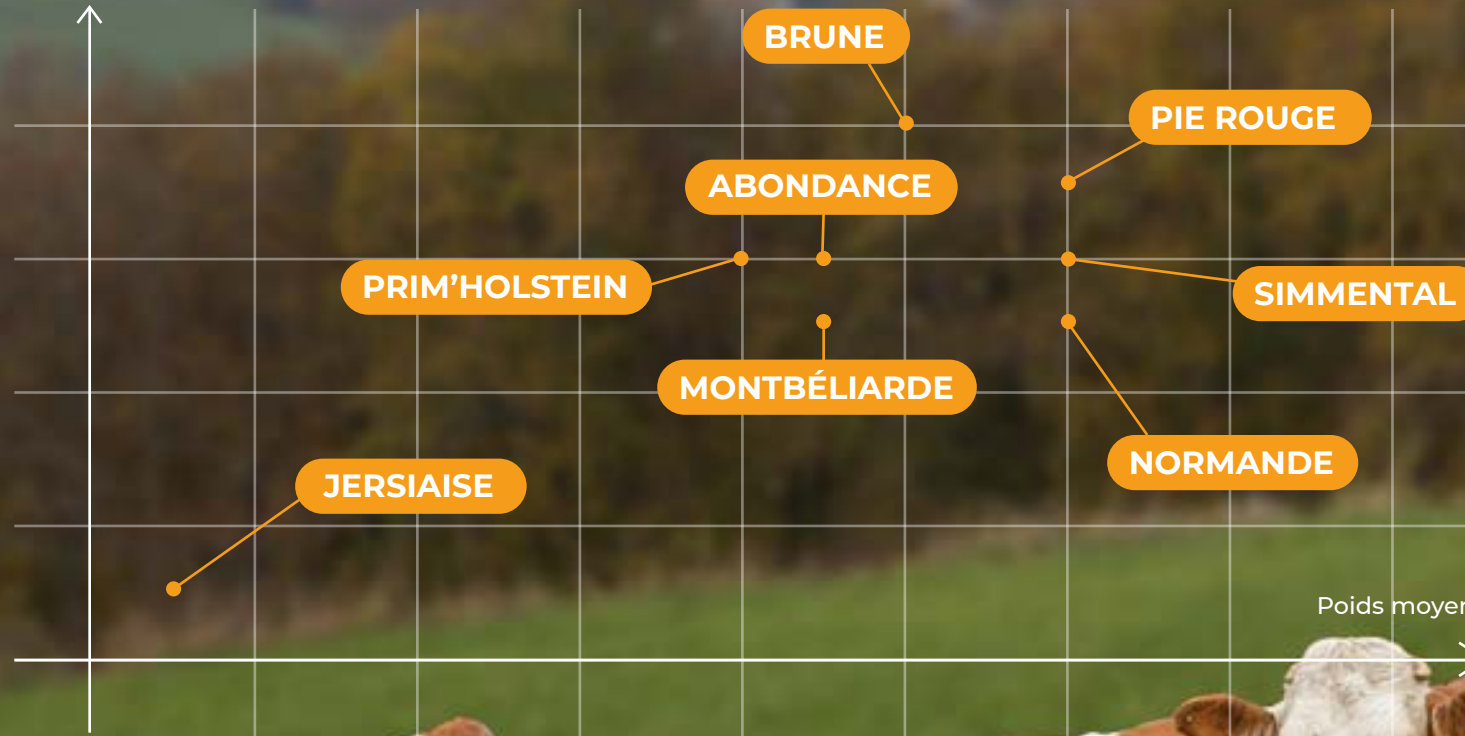 BRUNE
PIE ROUGE
ABONDANCE
PRIM’HOLSTEIN
SIMMENTAL
MONTBÉLIARDE
NORMANDE
JERSIAISE
Poids moyen